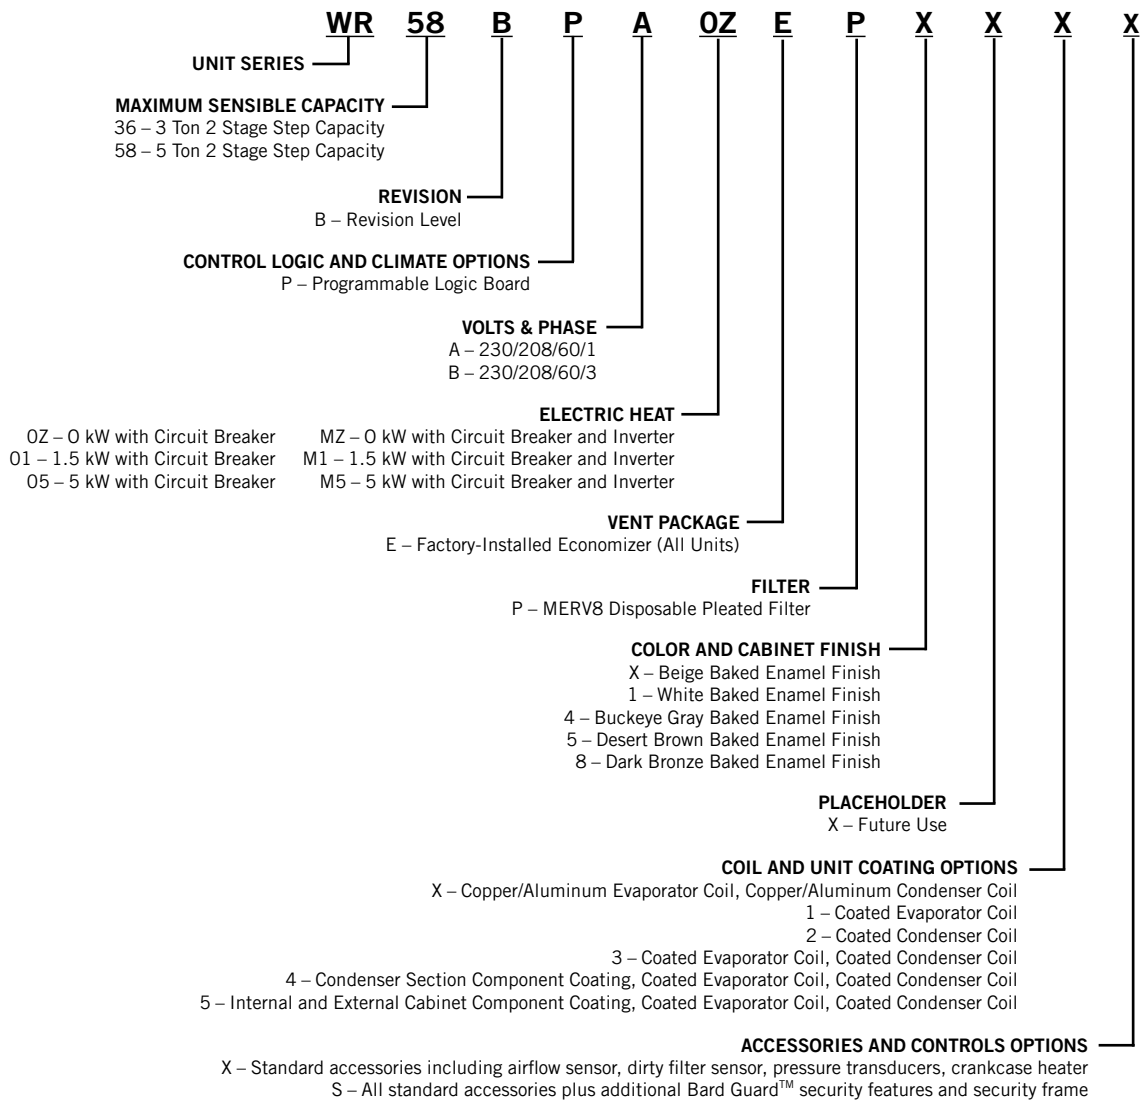 WR 58 B P A 0Z E P X X X X
UNIT SERIES
MAXIMUM SENSIBLE CAPACITY
36 – 3 Ton 2 Stage Step Capacity
58 – 5 Ton 2 Stage Step Capacity
REVISION
B – Revision Level
CONTROL LOGIC AND CLIMATE OPTIONS
P – Programmable Logic Board
VOLTS & PHASE
A – 230/208/60/1
B – 230/208/60/3
ELECTRIC HEAT
0Z – 0 kW with Circuit Breaker MZ – 0 kW with Circuit Breaker and Inverter
01 – 1.5 kW with Circuit Breaker M1 – 1.5 kW with Circuit Breaker and Inverter
05 – 5 kW with Circuit Breaker M5 – 5 kW with Circuit Breaker and Inverter
VENT PACKAGE
E – Factory-Installed Economizer (All Units)
FILTER
P – MERV8 Disposable Pleated Filter
COLOR AND CABINET FINISH
X – Beige Baked Enamel Finish
1 – White Baked Enamel Finish
4 – Buckeye Gray Baked Enamel Finish
5 – Desert Brown Baked Enamel Finish
8 – Dark Bronze Baked Enamel Finish
PLACEHOLDER
X – Future Use
COIL AND UNIT COATING OPTIONS
X – Copper/Aluminum Evaporator Coil, Copper/Aluminum Condenser Coil
1 – Coated Evaporator Coil
2 – Coated Condenser Coil
3 – Coated Evaporator Coil, Coated Condenser Coil
4 – Condenser Section Component Coating, Coated Evaporator Coil, Coated Condenser Coil
5 – Internal and External Cabinet Component Coating, Coated Evaporator Coil, Coated Condenser Coil
ACCESSORIES AND CONTROLS OPTIONS
X – Standard accessories including airflow sensor, dirty filter sensor, pressure transducers, crankcase heater
S – All standard accessories plus additional Bard Guard™ security features and security frame